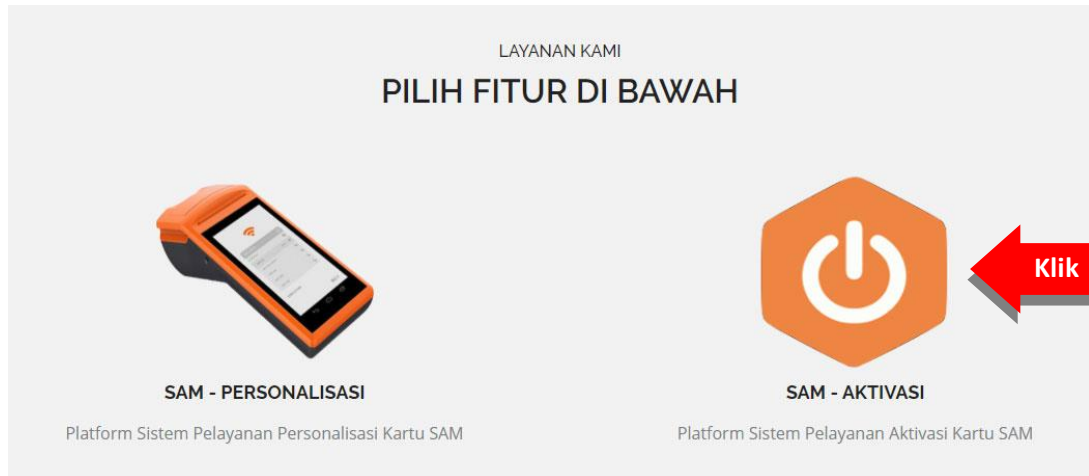 LAYANAN KAMI
PILIH FITUR DI BAWAH
Klik
SAM - PERSONALISASI
Platform Sistem Pelayanan Personalisasi Kartu SAM
SAM - AKTIVASI
Platform Sistem Pelayanan Aktivasi Kartu SAM